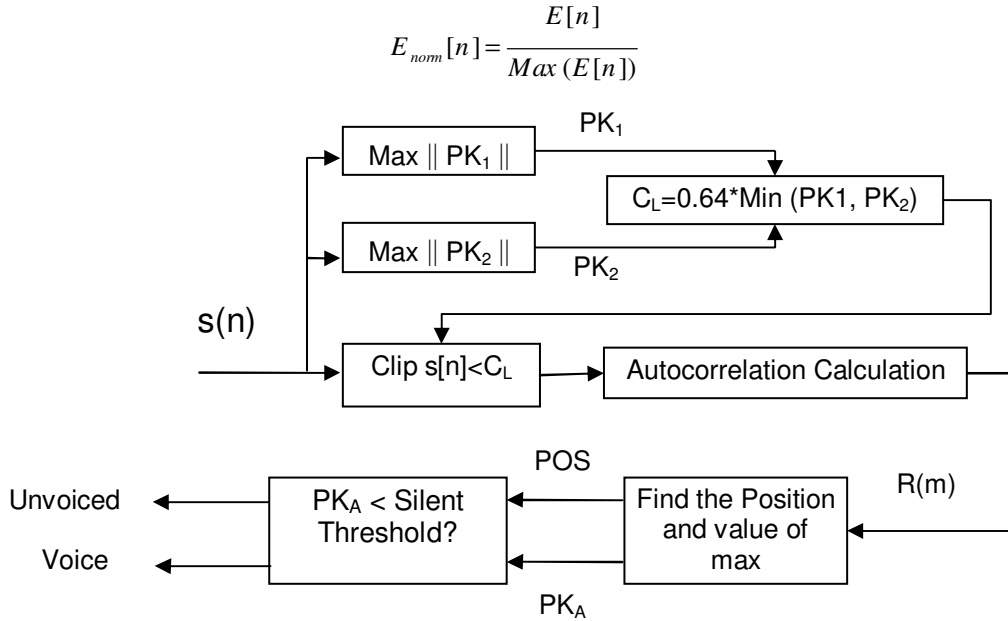 E_norm[n] = E[n] / Max (E[n])
PK₁
Max || PK₁ ||
C_L=0.64*Min (PK1, PK₂)
Max || PK₂ ||
PK₂
s(n)
Clip s[n]<C_L
Autocorrelation Calculation
POS
Unvoiced
PK_A < Silent
Threshold?
Find the Position
and value of
max
R(m)
Voice
PK_A